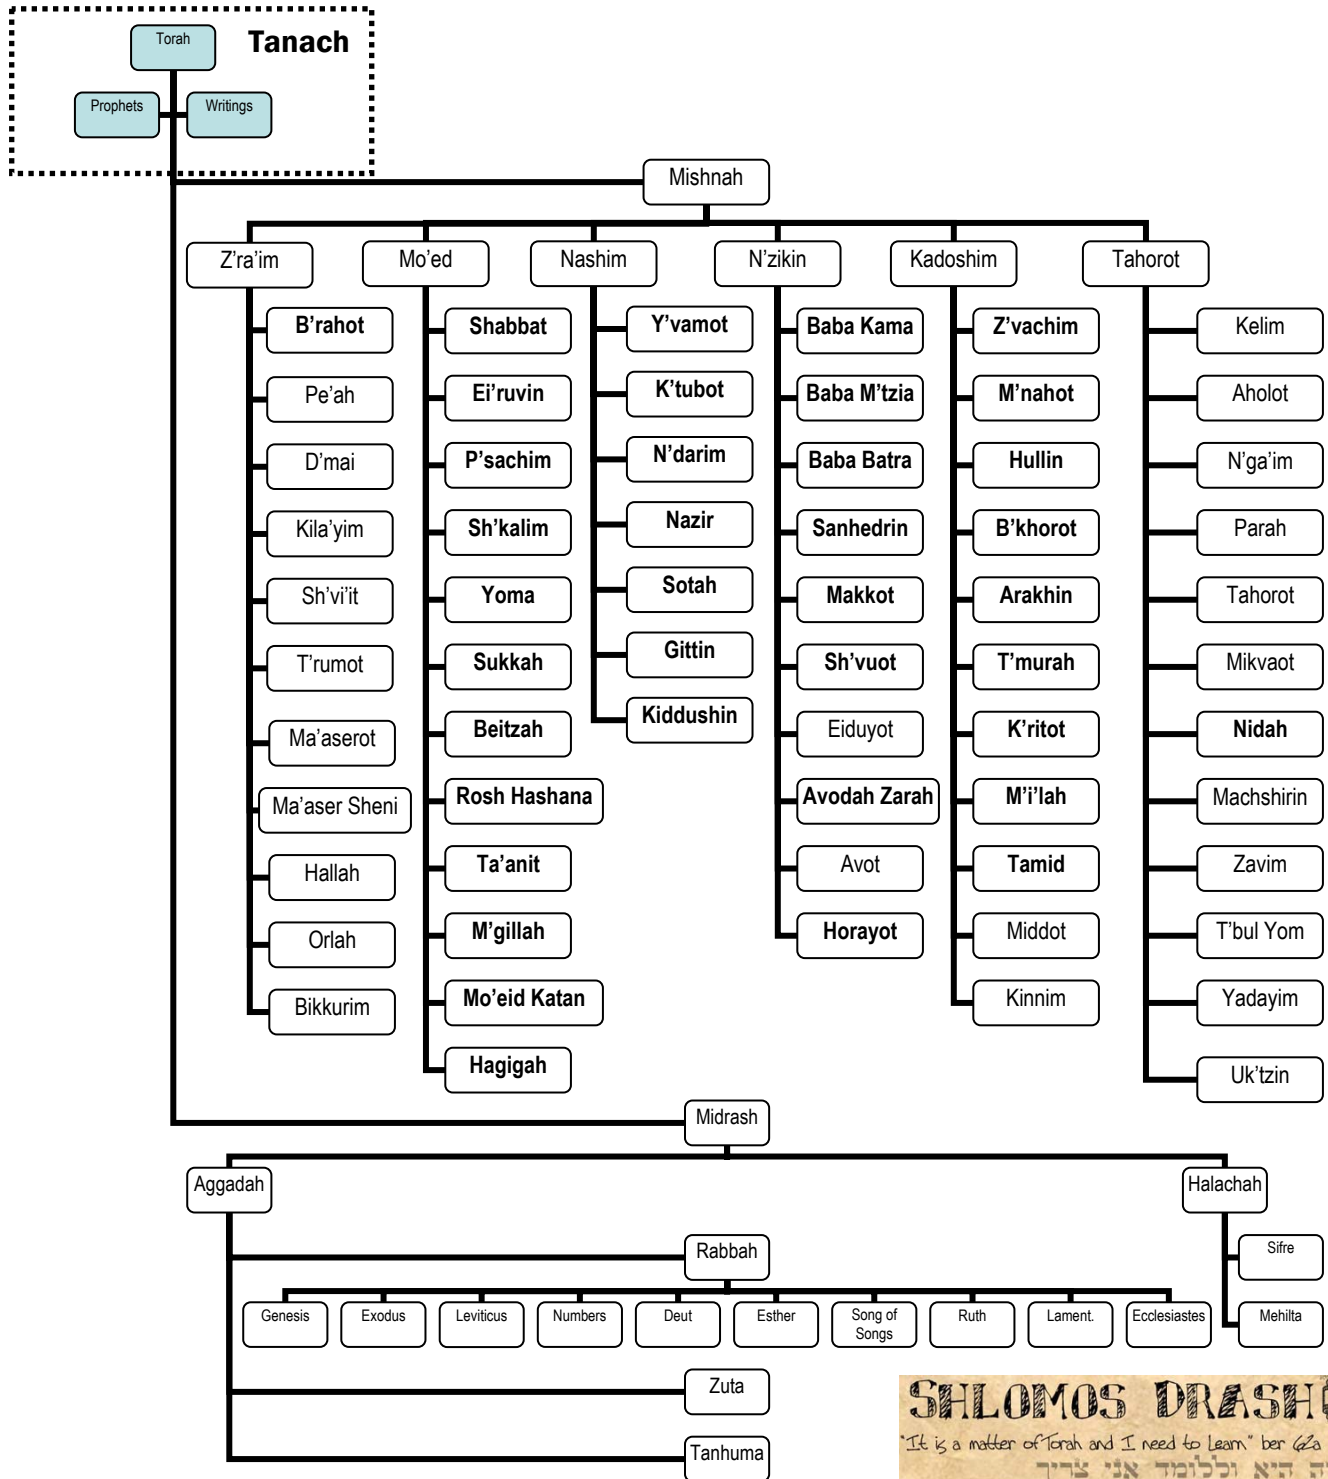 Torah
Tanach
Prophets
Writings
Mishnah
Z'ra'im
Mo'ed
Nashim
N'zikin
Kadoshim
Tahorot
B'rahot
Pe'ah
D'mai
Kila'yim
Sh'vi'it
T'rumot
Ma'aserot
Ma'aser Sheni
Hallah
Orlah
Bikkurim
Shabbat
Ei'ruvin
P'sachim
Sh'kalim
Yoma
Sukkah
Beitzah
Rosh Hashana
Ta'anit
M'gillah
Mo'eid Katan
Hagigah
Y'vamot
K'tubot
N'darim
Nazir
Sotah
Gittin
Kiddushin
Baba Kama
Baba M'tzia
Baba Batra
Sanhedrin
Makkot
Sh'vuot
Eiduyot
Avodah Zarah
Avot
Horayot
Z'vachim
M'nahot
Hullin
B'khorot
Arakhin
T'murah
K'ritot
M'i'lah
Tamid
Middot
Kinnim
Kelim
Aholot
N'ga'im
Parah
Tahorot
Mikvaot
Nidah
Machshirin
Zavim
T'bul Yom
Yadayim
Uk'tzin
Midrash
Aggadah
Halachah
Rabbah
Sifre
Mehilta
Genesis
Exodus
Leviticus
Numbers
Deut
Esther
Song of
Songs
Ruth
Lament.
Ecclesiastes
Zuta
Tanhuma
SHLOMOS DRASH
"It is a matter of Torah and I need to Learn" ber 62a
היא וללומד אני צריך